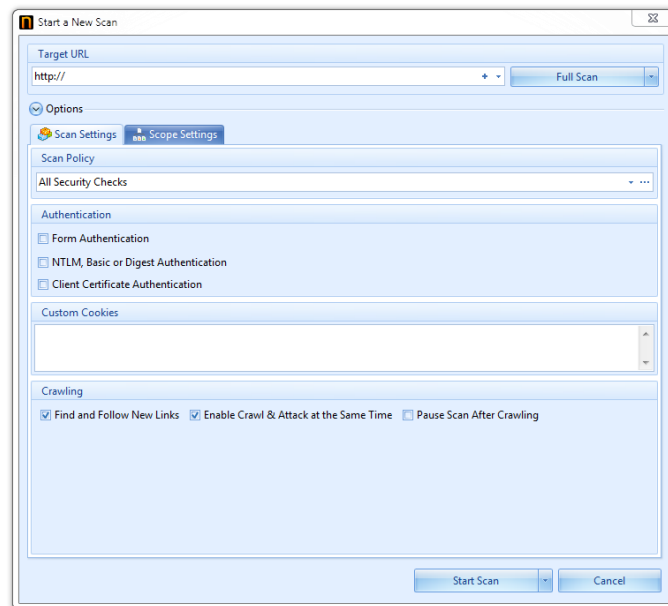 Start a New Scan
Target URL
http://
Full Scan
Options
Scan Settings Scope Settings
Scan Policy
All Security Checks
Authentication
Form Authentication
NTLM, Basic or Digest Authentication
Client Certificate Authentication
Custom Cookies
Crawling
Find and Follow New Links Enable Crawl & Attack at the Same Time Pause Scan After Crawling
Start Scan Cancel